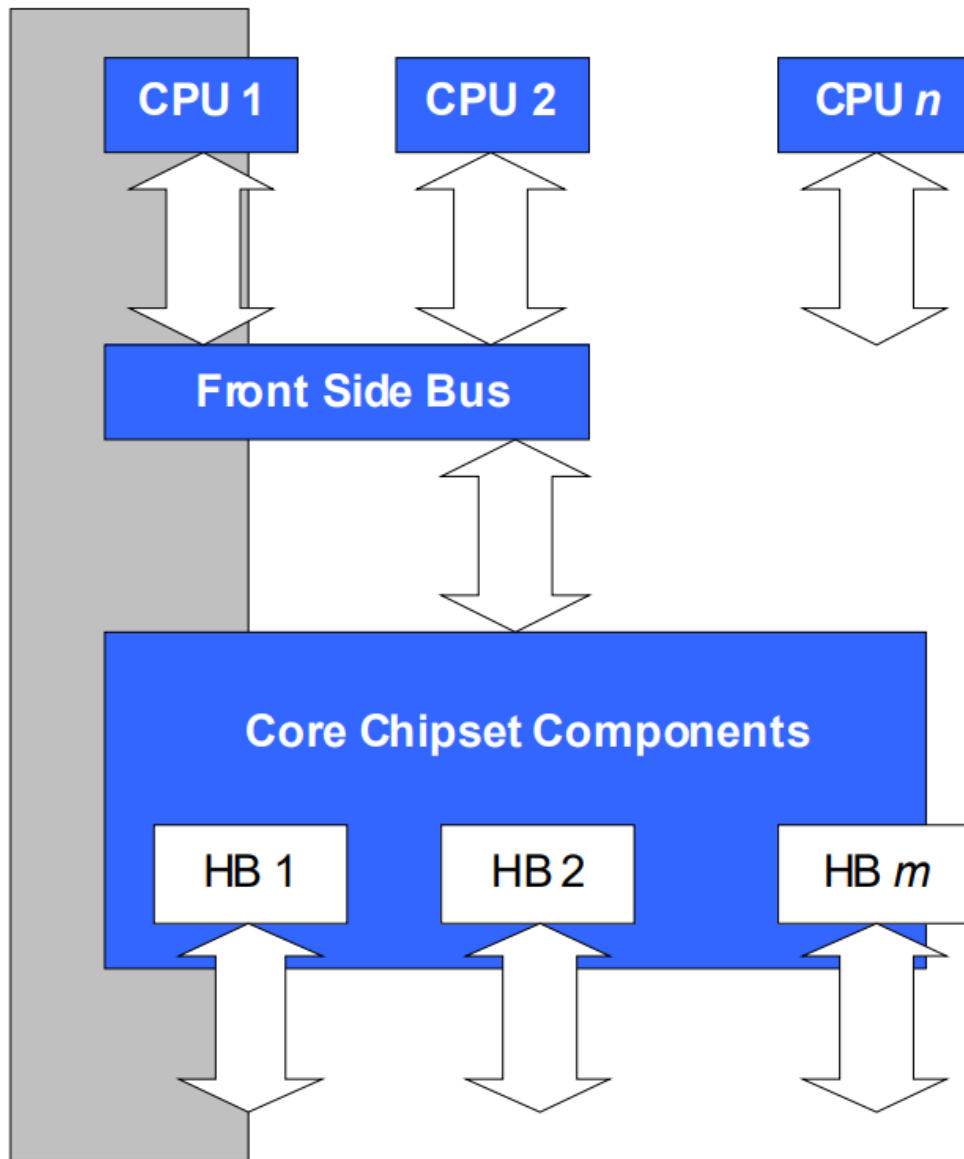 CPU 1
CPU 2
CPU n
Front Side Bus
Core Chipset Components
HB 1
HB 2
HB m